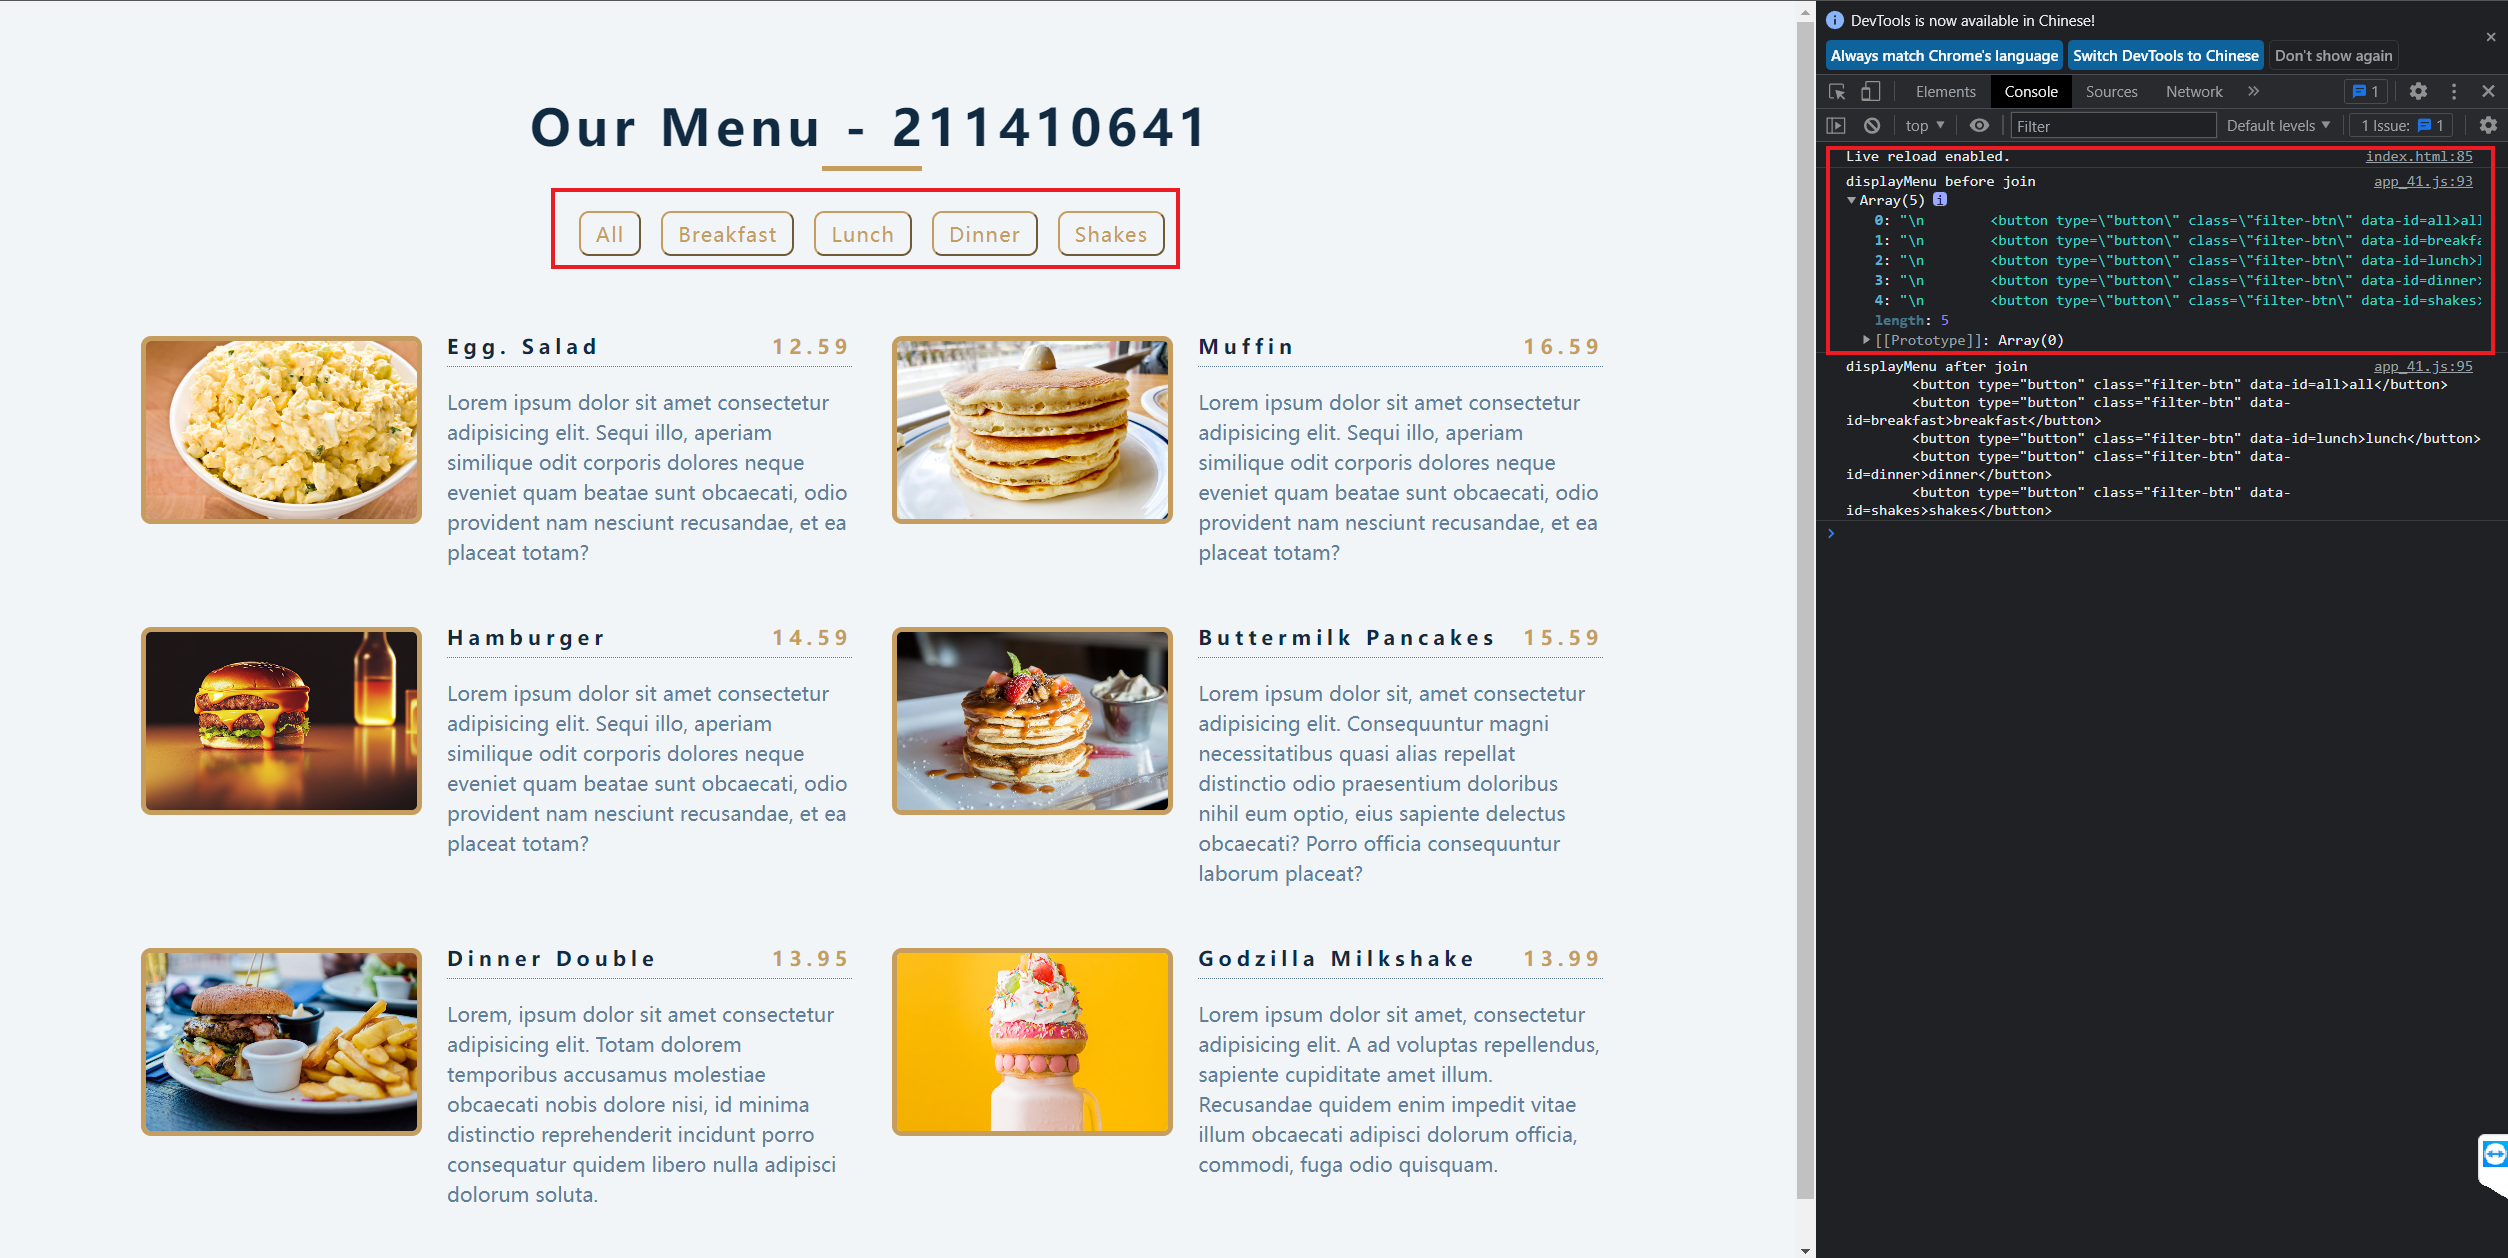 Our Menu - 211410641
All
Breakfast
Lunch
Dinner
Shakes
Egg. Salad 12.59
Lorem ipsum dolor sit amet consectetur
adipisicing elit. Sequi illo, aperiam
similique odit corporis dolores neque
eveniet quam beatae sunt obcaecati, odio
provident nam nesciunt recusandae, et ea
placeat totam?
Muffin 16.59
Lorem ipsum dolor sit amet consectetur
adipisicing elit. Sequi illo, aperiam
similique odit corporis dolores neque
eveniet quam beatae sunt obcaecati, odio
provident nam nesciunt recusandae, et ea
placeat totam?
Hamburger 14.59
Lorem ipsum dolor sit amet consectetur
adipisicing elit. Sequi illo, aperiam
similique odit corporis dolores neque
eveniet quam beatae sunt obcaecati, odio
provident nam nesciunt recusandae, et ea
placeat totam?
Buttermilk Pancakes 15.59
Lorem ipsum dolor sit, amet consectetur
adipisicing elit. Consequuntur magni
necessitatibus quasi alias repellat
distinctio odio praesentium doloribus
nihil eum optio, eius sapiente delectus
obcaecati? Porro officia consequuntur
laborum placeat?
Dinner Double 13.95
Lorem, ipsum dolor sit amet consectetur
adipisicing elit. Totam dolorem
temporibus accusamus molestiae
obcaecati nobis dolore nisi, id minima
distinctio reprehenderit incidunt porro
consequatur quidem libero nulla adipisci
dolorum soluta.
Godzilla Milkshake 13.99
Lorem ipsum dolor sit amet, consectetur
adipisicing elit. A ad voluptas repellendus,
sapiente cupiditate amet illum.
Recusandae quidem enim impedit vitae
illum obcaecati adipisci dolorum officia,
commodi, fuga odio quisquam.
DevTools is now available in Chinese!
Always match Chrome's language Switch DevTools to Chinese Don't show again
Elements Console Sources Network 1
top Filter Default levels 1 Issue: 1
Live reload enabled. index.html:85
displayMenu before join app_41.js:93
Array(5)
0: "\n <button type=\"button\" class=\"filter-btn\" data-id=all>all
1: "\n <button type=\"button\" class=\"filter-btn\" data-id=breakfa
2: "\n <button type=\"button\" class=\"filter-btn\" data-id=lunch>l
3: "\n <button type=\"button\" class=\"filter-btn\" data-id=dinner>
4: "\n <button type=\"button\" class=\"filter-btn\" data-id=shakes>
length: 5
[[Prototype]]: Array(0)
displayMenu after join app_41.js:95
<button type="button" class="filter-btn" data-id=all>all</button>
<button type="button" class="filter-btn" data-
id=breakfast>breakfast</button>
<button type="button" class="filter-btn" data-id=lunch>lunch</button>
<button type="button" class="filter-btn" data-
id=dinner>dinner</button>
<button type="button" class="filter-btn" data-
id=shakes>shakes</button>